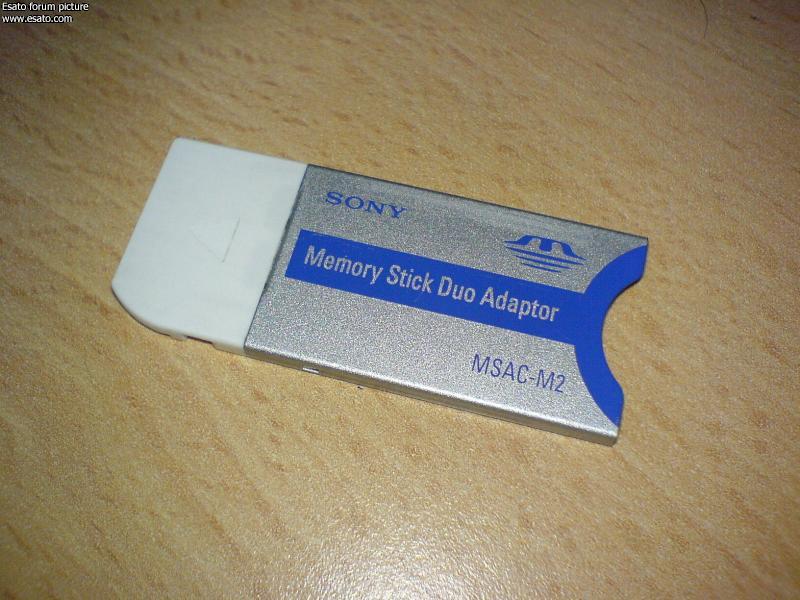 Esato forum picture
www.esato.com
SONY
Memory Stick Duo Adaptor
MSAC-M2